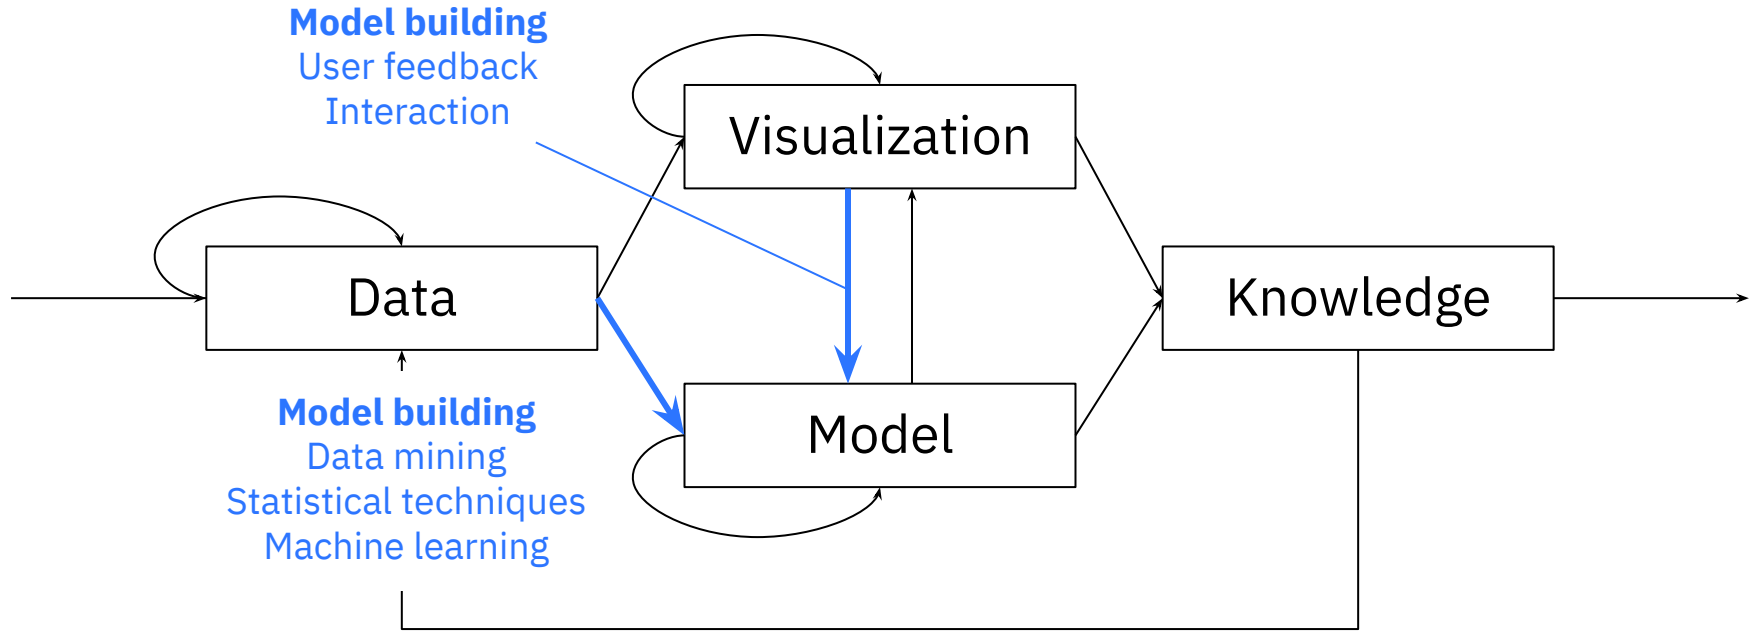 Model building
User feedback
Interaction
Visualization
Data
Knowledge
Model building
Data mining
Statistical techniques
Machine learning
Model